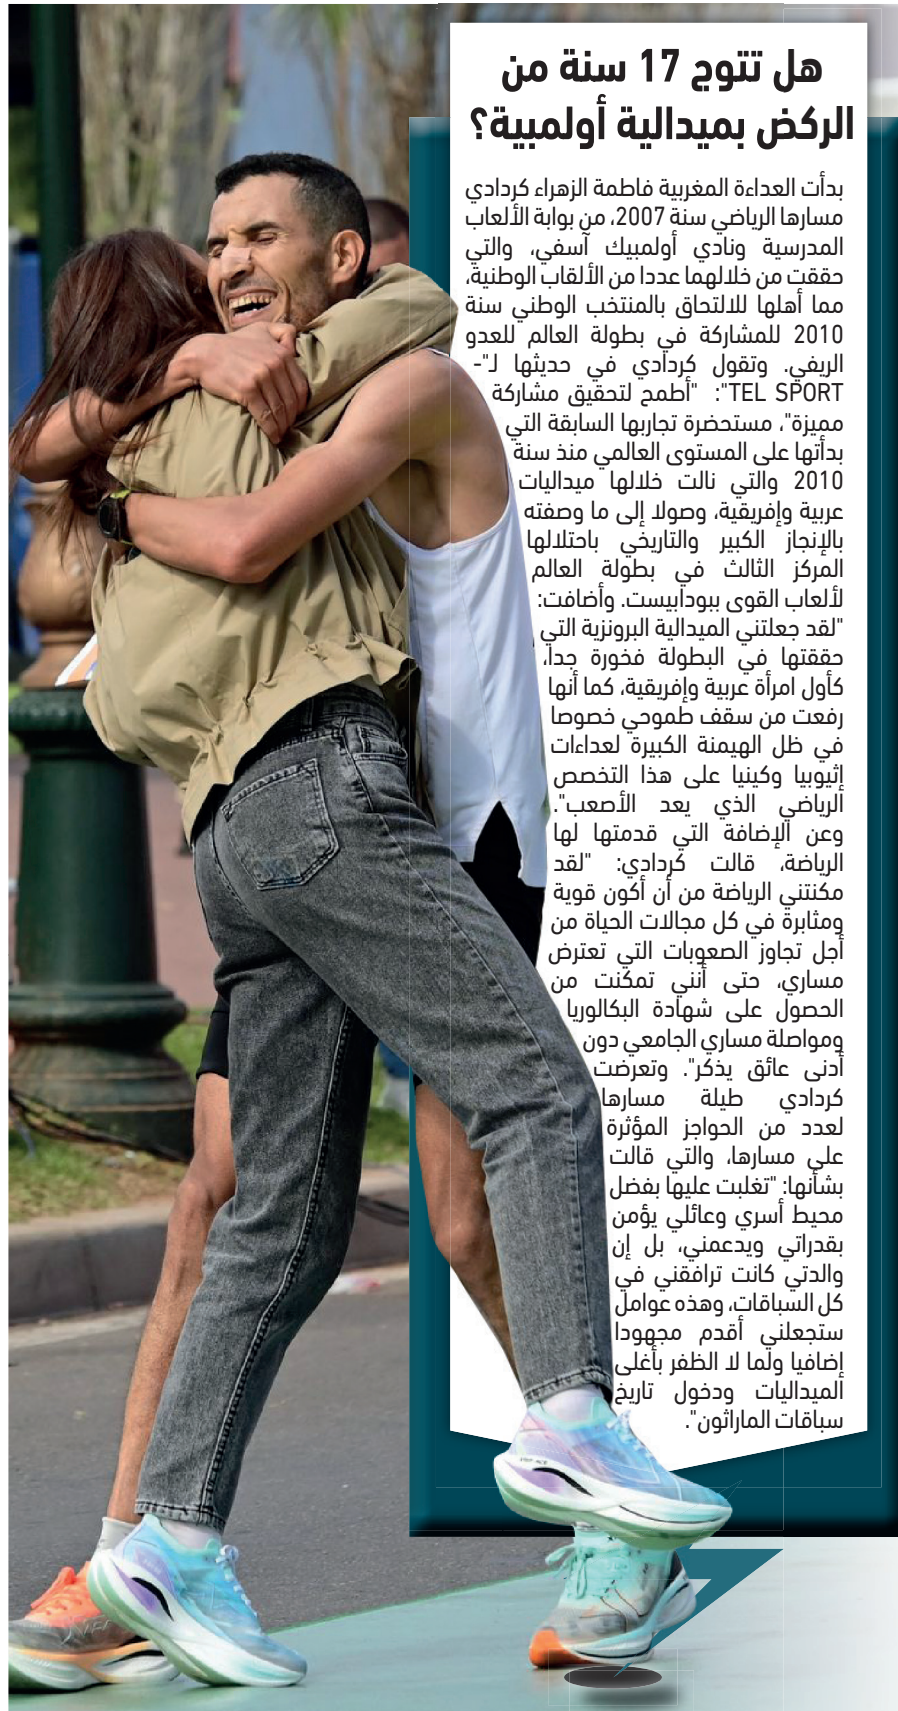 هل تتوج 17 سنة من
الركض بميدالية أولمبية؟
بدأت العداءة المغربية فاطمة الزهراء كردادي
مسارها الرياضي سنة 2007، من بوابة الألعاب
المدرسية ونادي أولمبيك آسفي، والتي
حققت من خلالهما عددا من الألقاب الوطنية،
مما أهلها للالتحاق بالمنتخب الوطني سنة
2010 للمشاركة في بطولة العالم للعدو
الريفي. وتقول كردادي في حديثها لـ"-
TEL SPORT": "أطمح لتحقيق مشاركة
مميزة"، مستحضرة تجاربها السابقة التي
بدأتها على المستوى العالمي منذ سنة
2010 والتي نالت خلالها ميداليات
عربية وإفريقية، وصولا إلى ما وصفته
بالإنجاز الكبير والتاريخي باحتلالها
المركز الثالث في بطولة العالم
لألعاب القوى ببودابيست. وأضافت:
"لقد جعلتني الميدالية البرونزية التي
حققتها في البطولة فخورة جدا،
كأول امرأة عربية وإفريقية، كما أنها
رفعت من سقف طموحي خصوصا
في ظل الهيمنة الكبيرة لعداءات
إثيوبيا وكينيا على هذا التخصص
الرياضي الذي يعد الأصعب".
وعن الإضافة التي قدمتها لها
الرياضة، قالت كردادي: "لقد
مكنتني الرياضة من أن أكون قوية
ومثابرة في كل مجالات الحياة من
أجل تجاوز الصعوبات التي تعترض
مساري، حتى أنني تمكنت من
الحصول على شهادة البكالوريا
ومواصلة مساري الجامعي دون
أدنى عائق يذكر". وتعرضت
كردادي طيلة مسارها
لعدد من الحواجز المؤثرة
على مسارها، والتي قالت
بشأنها: "تغلبت عليها بفضل
محيط أسري وعائلي يؤمن
بقدراتي ويدعمني، بل إن
والدتي كانت ترافقني في
كل السباقات، وهذه عوامل
ستجعلني أقدم مجهودا
إضافيا ولما لا الظفر بأغلى
الميداليات ودخول تاريخ
سباقات الماراثون".